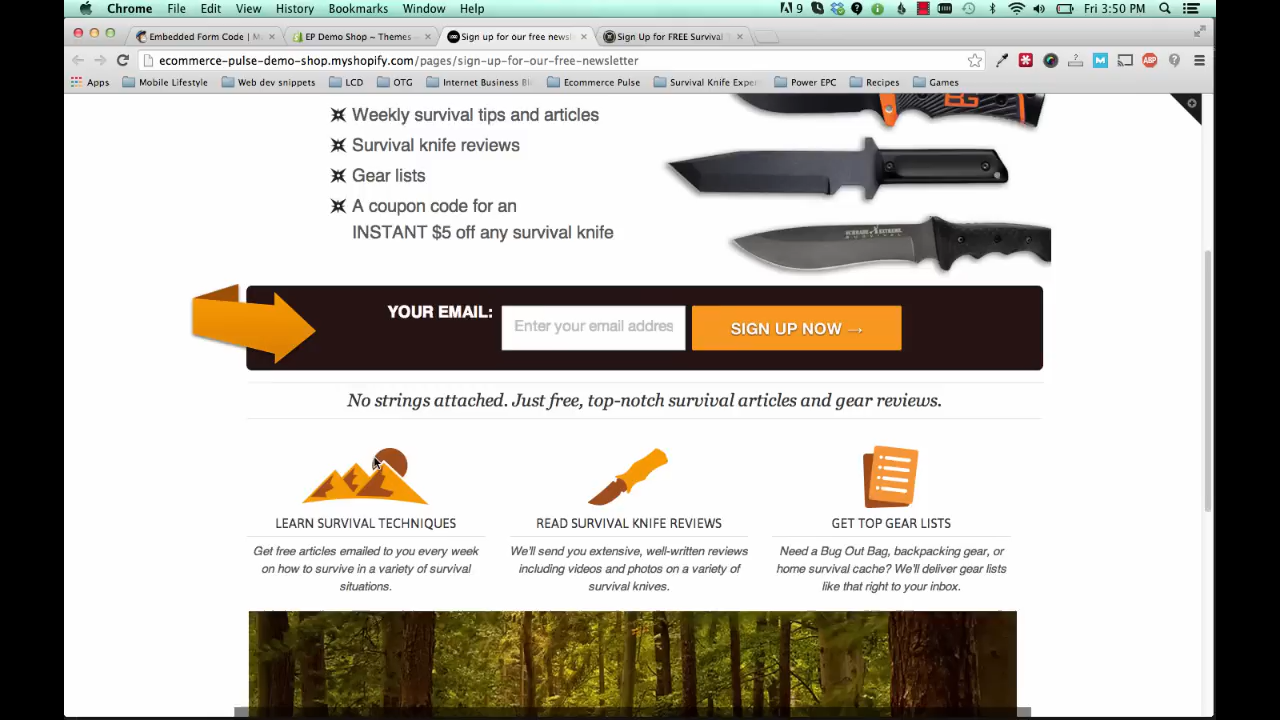 Chrome File Edit View History Bookmarks Window Help 9 Fri 3:50 PM
Embedded Form Code | M Sign up for our free newsl
EP Demo Shop ~ Themes Sign Up for FREE Survival T
ecommerce-pulse-demo-shop.myshopify.com/pages/sign-up-for-our-free-newsletter
Apps Mobile Lifestyle Web dev snippets LCD OTG Internet Business Bl Ecommerce Pulse Survival Knife Exper Power EPC Recipes Games
BG
Weekly survival tips and articles
Survival knife reviews
Gear lists
A coupon code for an
INSTANT $5 off any survival knife
YOUR EMAIL: Enter your email addres SIGN UP NOW →
No strings attached. Just free, top-notch survival articles and gear reviews.
LEARN SURVIVAL TECHNIQUES
Get free articles emailed to you every week
on how to survive in a variety of survival
situations.
READ SURVIVAL KNIFE REVIEWS
We'll send you extensive, well-written reviews
including videos and photos on a variety of
survival knives.
GET TOP GEAR LISTS
Need a Bug Out Bag, backpacking gear, or
home survival cache? We'll deliver gear lists
like that right to your inbox.